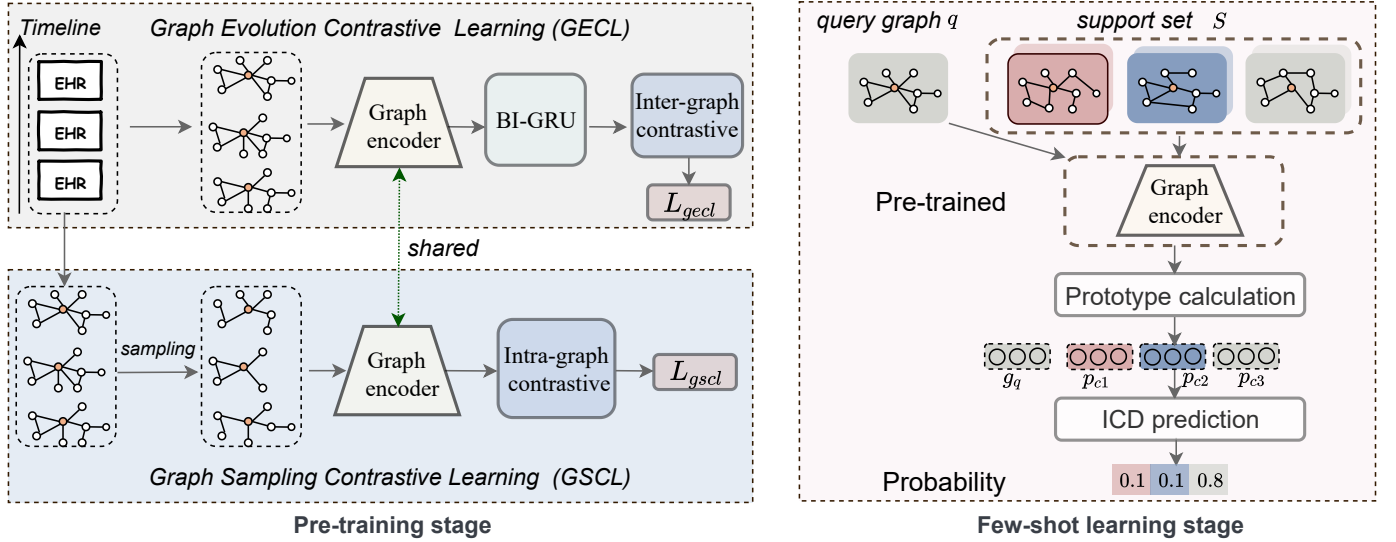 Timeline
Graph Evolution Contrastive Learning (GECL)
EHR
EHR
EHR
Graph
encoder
BI-GRU
Inter-graph
contrastive
L_gecl
shared
sampling
Graph
encoder
Intra-graph
contrastive
L_gscl
Graph Sampling Contrastive Learning (GSCL)
Pre-training stage
query graph q
support set S
Pre-trained
Graph
encoder
Prototype calculation
g_q
p_c1
p_c2
p_c3
ICD prediction
Probability
0.1 0.1 0.8
Few-shot learning stage